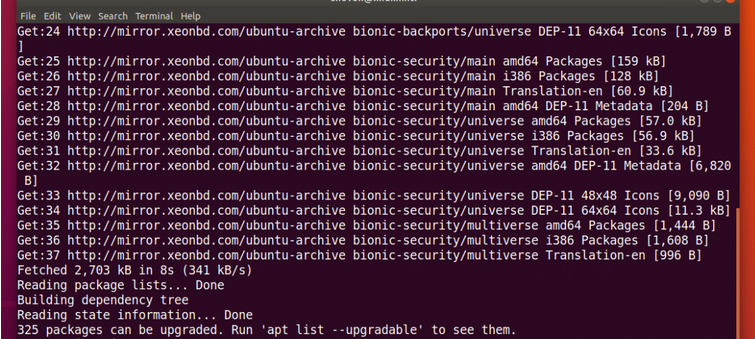 File Edit View Search Terminal Help
Get:24 http://mirror.xeonbd.com/ubuntu-archive bionic-backports/universe DEP-11 64x64 Icons [1,789 B
]
Get:25 http://mirror.xeonbd.com/ubuntu-archive bionic-security/main amd64 Packages [159 kB]
Get:26 http://mirror.xeonbd.com/ubuntu-archive bionic-security/main i386 Packages [128 kB]
Get:27 http://mirror.xeonbd.com/ubuntu-archive bionic-security/main Translation-en [60.9 kB]
Get:28 http://mirror.xeonbd.com/ubuntu-archive bionic-security/main amd64 DEP-11 Metadata [204 B]
Get:29 http://mirror.xeonbd.com/ubuntu-archive bionic-security/universe amd64 Packages [57.0 kB]
Get:30 http://mirror.xeonbd.com/ubuntu-archive bionic-security/universe i386 Packages [56.9 kB]
Get:31 http://mirror.xeonbd.com/ubuntu-archive bionic-security/universe Translation-en [33.6 kB]
Get:32 http://mirror.xeonbd.com/ubuntu-archive bionic-security/universe amd64 DEP-11 Metadata [6,820
 B]
Get:33 http://mirror.xeonbd.com/ubuntu-archive bionic-security/universe DEP-11 48x48 Icons [9,090 B]
Get:34 http://mirror.xeonbd.com/ubuntu-archive bionic-security/universe DEP-11 64x64 Icons [11.3 kB]
Get:35 http://mirror.xeonbd.com/ubuntu-archive bionic-security/multiverse amd64 Packages [1,444 B]
Get:36 http://mirror.xeonbd.com/ubuntu-archive bionic-security/multiverse i386 Packages [1,608 B]
Get:37 http://mirror.xeonbd.com/ubuntu-archive bionic-security/multiverse Translation-en [996 B]
Fetched 2,703 kB in 8s (341 kB/s)
Reading package lists... Done
Building dependency tree
Reading state information... Done
325 packages can be upgraded. Run 'apt list --upgradable' to see them.